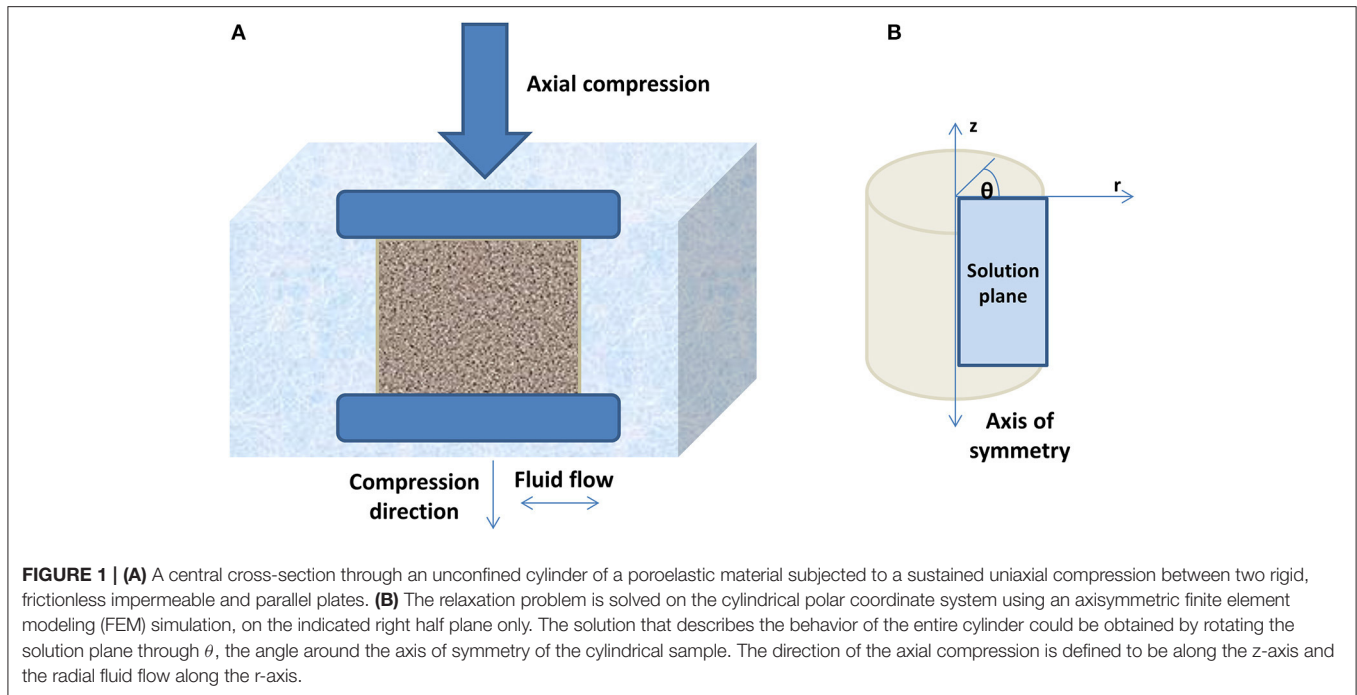 A
Axial compression
Compression
direction
Fluid flow
B
z
θ
r
Solution
plane
Axis of
symmetry
FIGURE 1 | (A) A central cross-section through an unconfined cylinder of a poroelastic material subjected to a sustained uniaxial compression between two rigid,
frictionless impermeable and parallel plates. (B) The relaxation problem is solved on the cylindrical polar coordinate system using an axisymmetric finite element
modeling (FEM) simulation, on the indicated right half plane only. The solution that describes the behavior of the entire cylinder could be obtained by rotating the
solution plane through θ, the angle around the axis of symmetry of the cylindrical sample. The direction of the axial compression is defined to be along the z-axis and
the radial fluid flow along the r-axis.